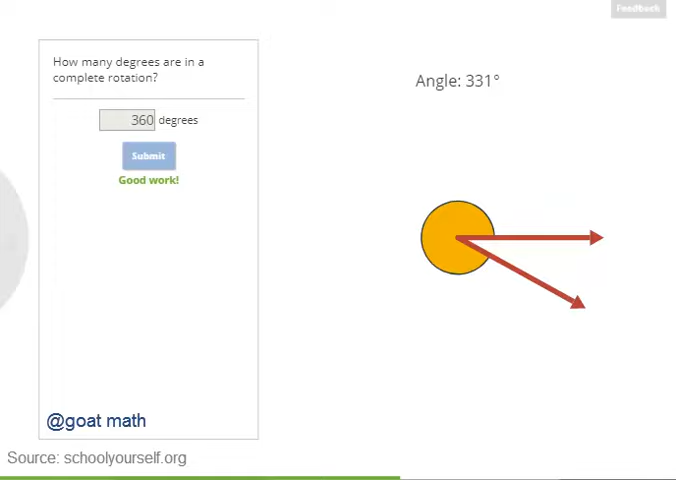 Feedback
How many degrees are in a
complete rotation?
Angle: 331°
360 degrees
Submit
Good work!
@goat math
Source: schoolyourself.org